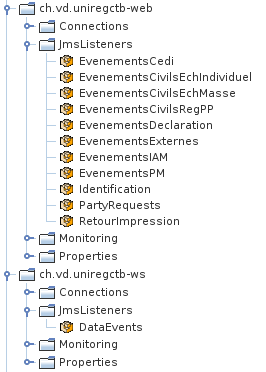 ch.vd.uniregctb-web
Connections
JmsListeners
EvenementsCedi
EvenementsCivilsEchIndividuel
EvenementsCivilsEchMasse
EvenementsCivilsRegPP
EvenementsDeclaration
EvenementsExternes
EvenementsIAM
EvenementsPM
Identification
PartyRequests
RetourImpression
Monitoring
Properties
ch.vd.uniregctb-ws
Connections
JmsListeners
DataEvents
Monitoring
Properties